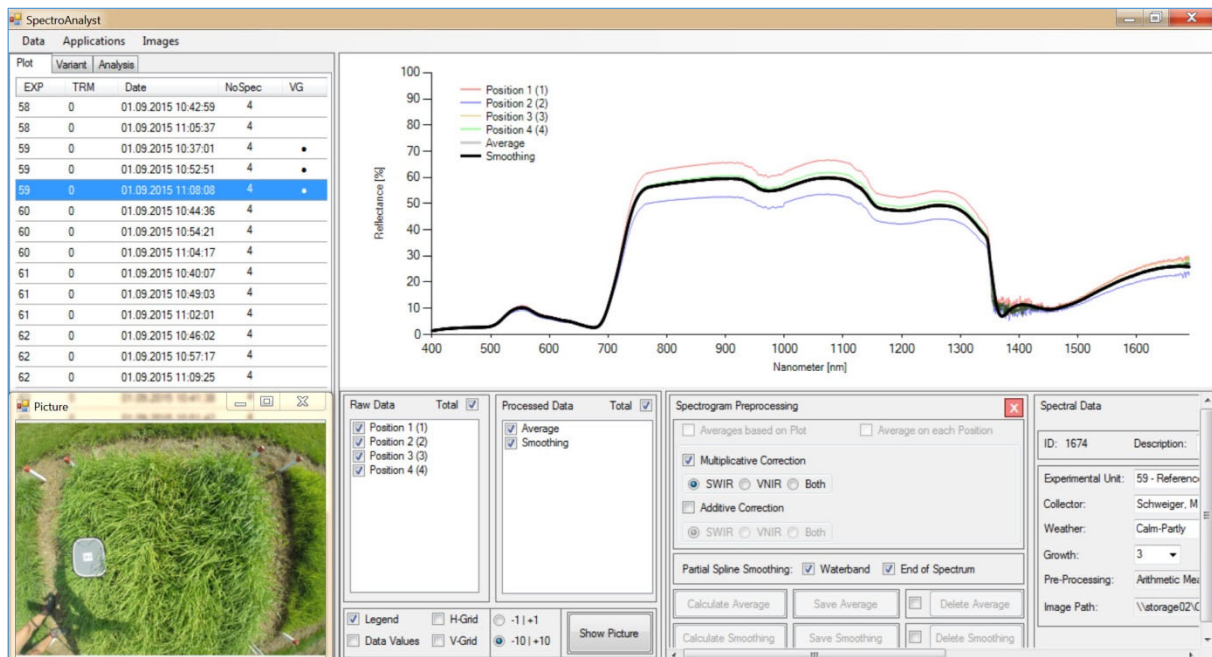 SpectroAnalyst
Data Applications Images
Plot Variant Analysis
EXP TRM Date NoSpec VG
58 0 01.09.2015 10:42:59 4
58 0 01.09.2015 11:05:37 4
59 0 01.09.2015 10:37:01 4 •
59 0 01.09.2015 10:52:51 4 •
59 0 01.09.2015 11:08:08 4 •
60 0 01.09.2015 10:44:36 4
60 0 01.09.2015 10:54:21 4
60 0 01.09.2015 11:04:17 4
61 0 01.09.2015 10:40:07 4
61 0 01.09.2015 10:49:03 4
61 0 01.09.2015 11:02:01 4
62 0 01.09.2015 10:46:02 4
62 0 01.09.2015 10:57:17 4
62 0 01.09.2015 11:09:25 4
Picture
100
90
80
70
60
50
40
30
20
10
0
Reflectance [%]
Position 1 (1)
Position 2 (2)
Position 3 (3)
Position 4 (4)
Average
Smoothing
400 500 600 700 800 900 1000 1100 1200 1300 1400 1500 1600
Nanometer [nm]
Raw Data Total
Position 1 (1)
Position 2 (2)
Position 3 (3)
Position 4 (4)
Legend H-Grid
Data Values V-Grid
Processed Data Total
Average
Smoothing
-1 | +1
-10 | +10
Show Picture
Spectrogram Preprocessing
Averages based on Plot Average on each Position
Multiplicative Correction
SWIR VNIR Both
Additive Correction
SWIR VNIR Both
Partial Spline Smoothing: Waterband End of Spectrum
Calculate Average Save Average Delete Average
Calculate Smoothing Save Smoothing Delete Smoothing
Spectral Data
ID: 1674 Description:
Experimental Unit: 59 - Reference
Collector: Schweiger, M
Weather: Calm-Partly
Growth: 3
Pre-Processing: Arithmetic Mea
Image Path: \\storage02\